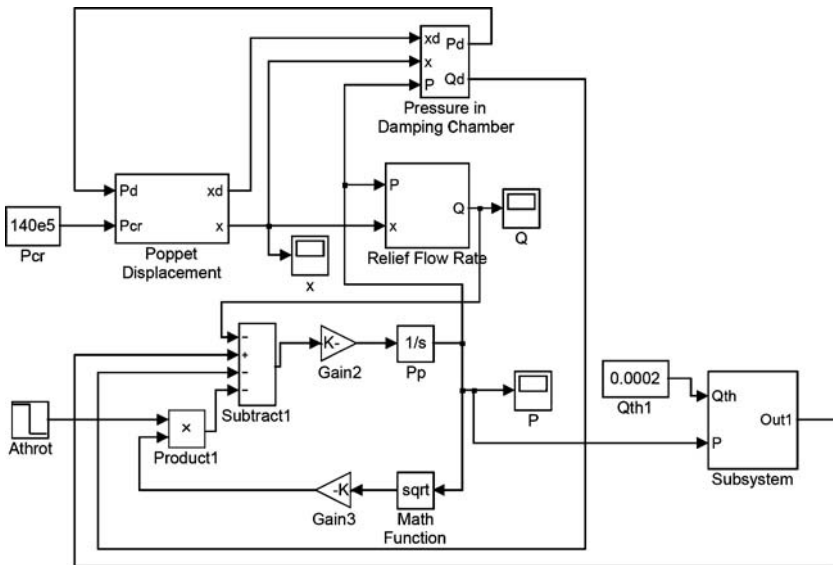 xd
x
P
Pd
Qd
Pressure in
Damping Chamber
Pd
Pcr
xd
x
Poppet
Displacement
140e5
Pcr
P
x
Q
Relief Flow Rate
Q
x
−
+
−
−
Subtract1
K-
Gain2
1/s
Pp
P
0.0002
Qth1
Qth
P
Out1
Subsystem
Athrot
×
Product1
-K
Gain3
sqrt
Math
Function